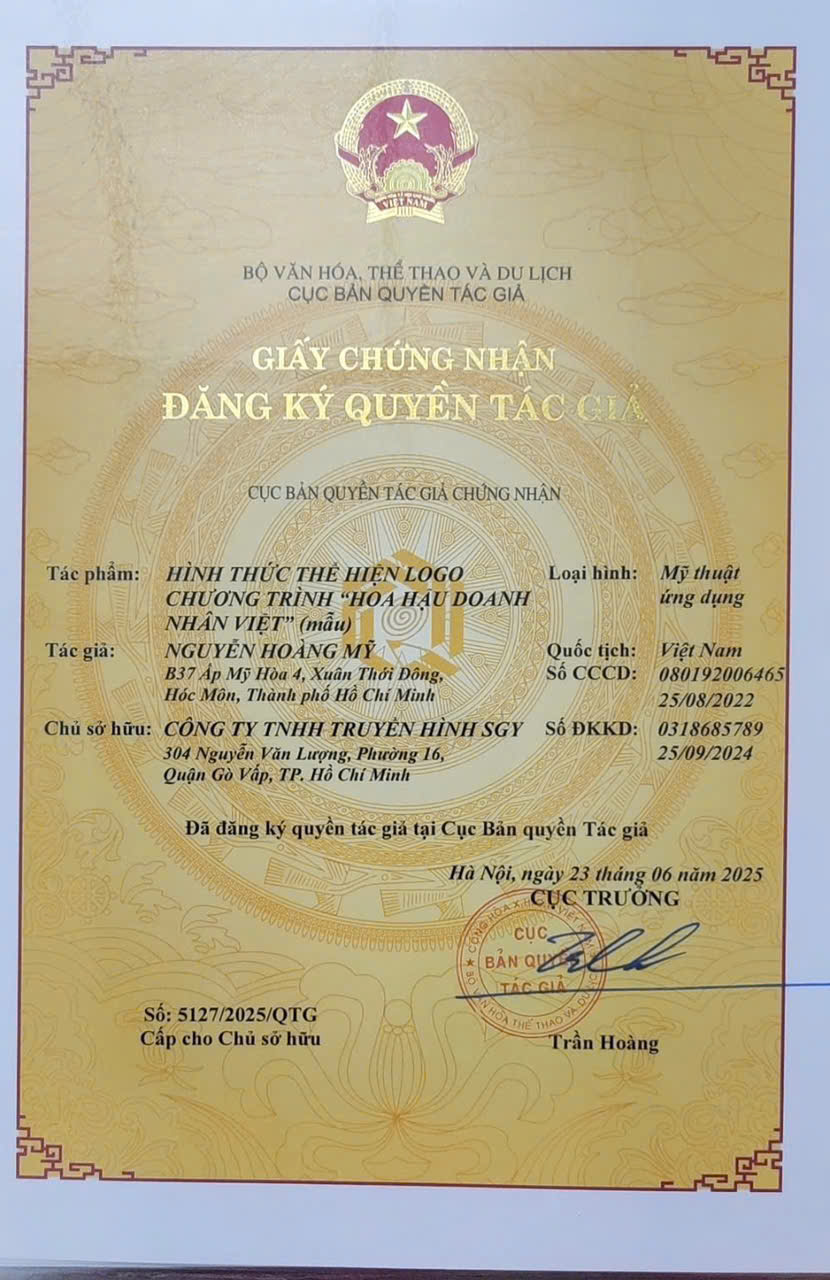 VIỆT NAM
BỘ VĂN HÓA, THỂ THAO VÀ DU LỊCH
CỤC BẢN QUYỀN TÁC GIẢ
GIẤY CHỨNG NHẬN
ĐĂNG KÝ QUYỀN TÁC GIẢ
CỤC BẢN QUYỀN TÁC GIẢ CHỨNG NHẬN
Tác phẩm: HÌNH THỨC THỂ HIỆN LOGO Loại hình: Mỹ thuật
CHƯƠNG TRÌNH “HOA HẬU DOANH ứng dụng
NHÂN VIỆT” (mẫu)
Tác giả: NGUYỄN HOÀNG MỸ Quốc tịch: Việt Nam
B37 Ấp Mỹ Hòa 4, Xuân Thới Đông, Số CCCD: 080192006465
Hóc Môn, Thành phố Hồ Chí Minh 25/08/2022
Chủ sở hữu: CÔNG TY TNHH TRUYỀN HÌNH SGY Số ĐKKD: 0318685789
304 Nguyễn Văn Lượng, Phường 16, 25/09/2024
Quận Gò Vấp, TP. Hồ Chí Minh
Đã đăng ký quyền tác giả tại Cục Bản quyền Tác giả
Hà Nội, ngày 23 tháng 06 năm 2025
CỤC TRƯỞNG
CỤC
BẢN QUYỀN
TÁC GIẢ
Số: 5127/2025/QTG
Cấp cho Chủ sở hữu
Trần Hoàng